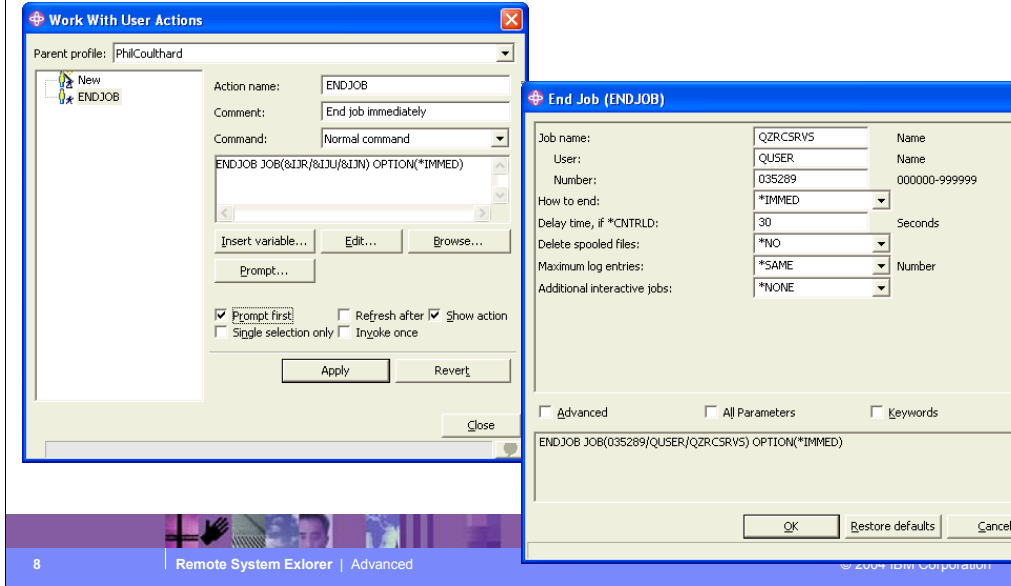 Work With User Actions
Parent profile: PhilCoulthard
New
ENDJOB
Action name: ENDJOB
Comment: End job immediately
Command: Normal command
ENDJOB JOB(&IJR/&IJU/&IJN) OPTION(*IMMED)
Insert variable... Edit... Browse...
Prompt...
Prompt first Refresh after Show action
Single selection only Invoke once
Apply Revert
Close
End Job (ENDJOB)
Job name: QZRCSRVS Name
User: QUSER Name
Number: 035289 000000-999999
How to end: *IMMED
Delay time, if *CNTRLD: 30 Seconds
Delete spooled files: *NO
Maximum log entries: *SAME Number
Additional interactive jobs: *NONE
Advanced All Parameters Keywords
ENDJOB JOB(035289/QUSER/QZRCSRVS) OPTION(*IMMED)
OK Restore defaults Cancel
8 Remote System Exlorer | Advanced © 2004 IBM Corporation